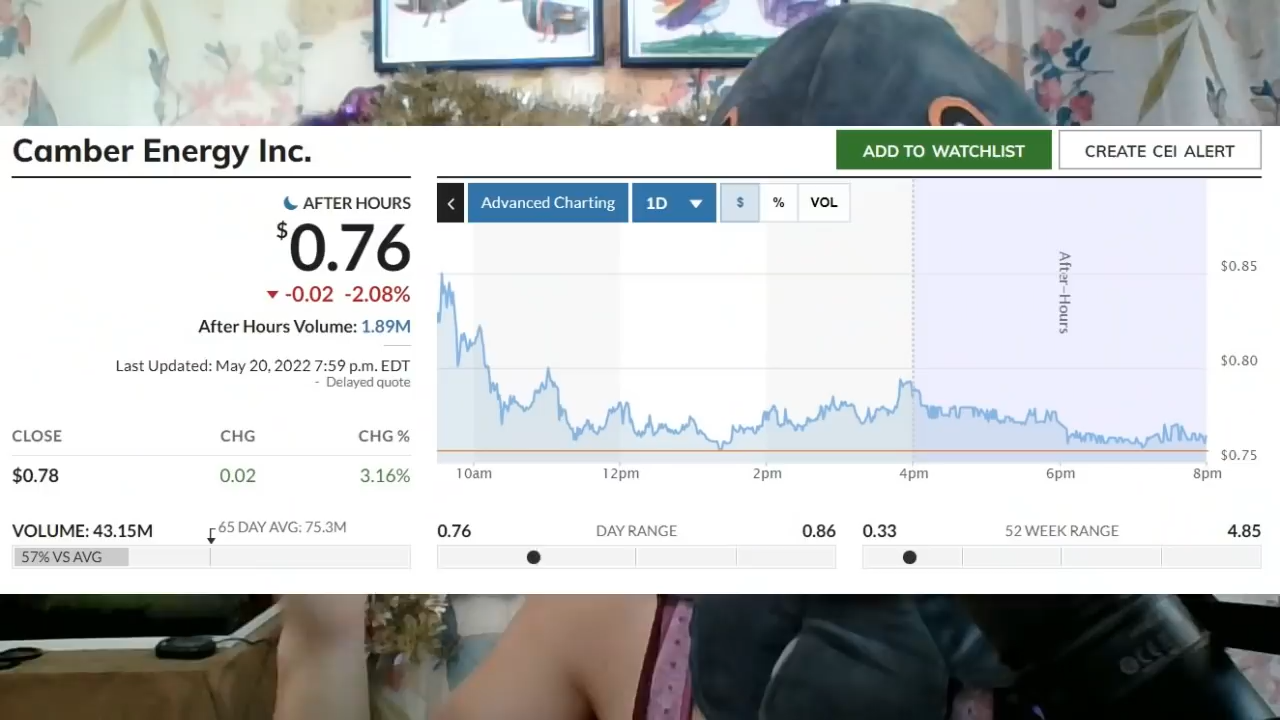 Camber Energy Inc.
ADD TO WATCHLIST
CREATE CEI ALERT
AFTER HOURS
$0.76
-0.02 -2.08%
After Hours Volume: 1.89M
Last Updated: May 20, 2022 7:59 p.m. EDT
- Delayed quote
CLOSE CHG CHG %
$0.78 0.02 3.16%
VOLUME: 43.15M
65 DAY AVG: 75.3M
57% VS AVG
< Advanced Charting 1D $ % VOL
After-Hours
$0.85
$0.80
$0.75
10am 12pm 2pm 4pm 6pm 8pm
0.76 DAY RANGE 0.86
0.33 52 WEEK RANGE 4.85